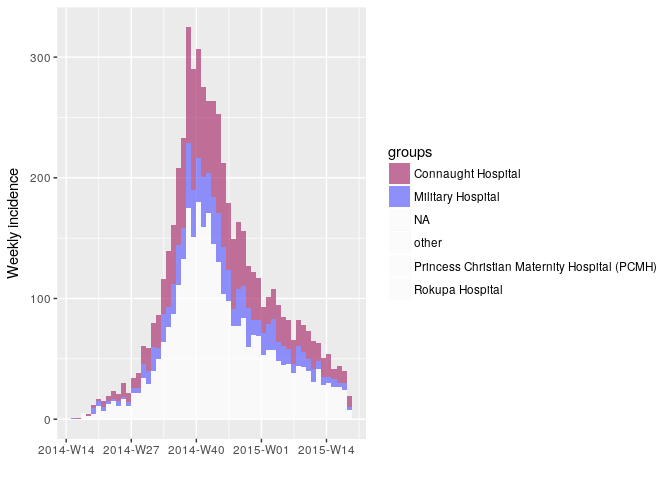 300
200
100
0
Weekly incidence
2014-W14 2014-W27 2014-W40 2015-W01 2015-W14
groups
Connaught Hospital
Military Hospital
NA
other
Princess Christian Maternity Hospital (PCMH)
Rokupa Hospital